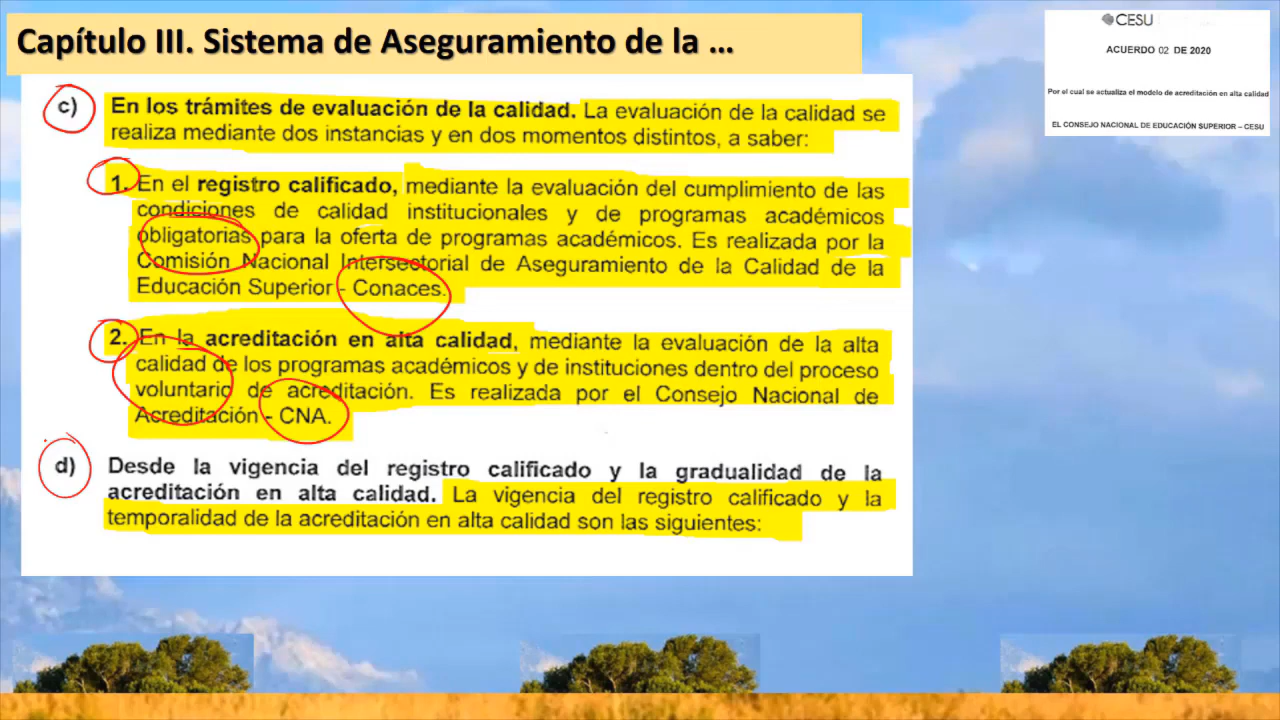 Capítulo III. Sistema de Aseguramiento de la ...
CESU
ACUERDO 02 DE 2020
Por el cual se actualiza el modelo de acreditación en alta calidad
EL CONSEJO NACIONAL DE EDUCACIÓN SUPERIOR – CESU
c) En los trámites de evaluación de la calidad. La evaluación de la calidad se
realiza mediante dos instancias y en dos momentos distintos, a saber:
1. En el registro calificado, mediante la evaluación del cumplimiento de las
condiciones de calidad institucionales y de programas académicos
obligatorias para la oferta de programas académicos. Es realizada por la
Comisión Nacional Intersectorial de Aseguramiento de la Calidad de la
Educación Superior - Conaces.
2. En la acreditación en alta calidad, mediante la evaluación de la alta
calidad de los programas académicos y de instituciones dentro del proceso
voluntario de acreditación. Es realizada por el Consejo Nacional de
Acreditación - CNA.
d) Desde la vigencia del registro calificado y la gradualidad de la
acreditación en alta calidad. La vigencia del registro calificado y la
temporalidad de la acreditación en alta calidad son las siguientes: